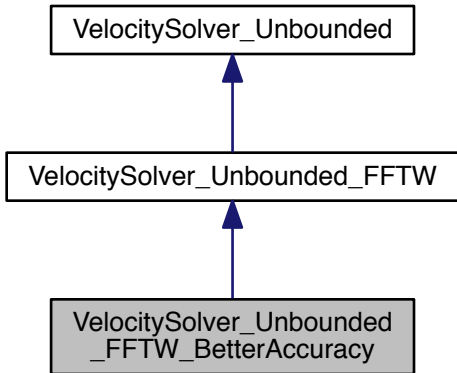 VelocitySolver_Unbounded
VelocitySolver_Unbounded_FFTW
VelocitySolver_Unbounded
_FFTW_BetterAccuracy